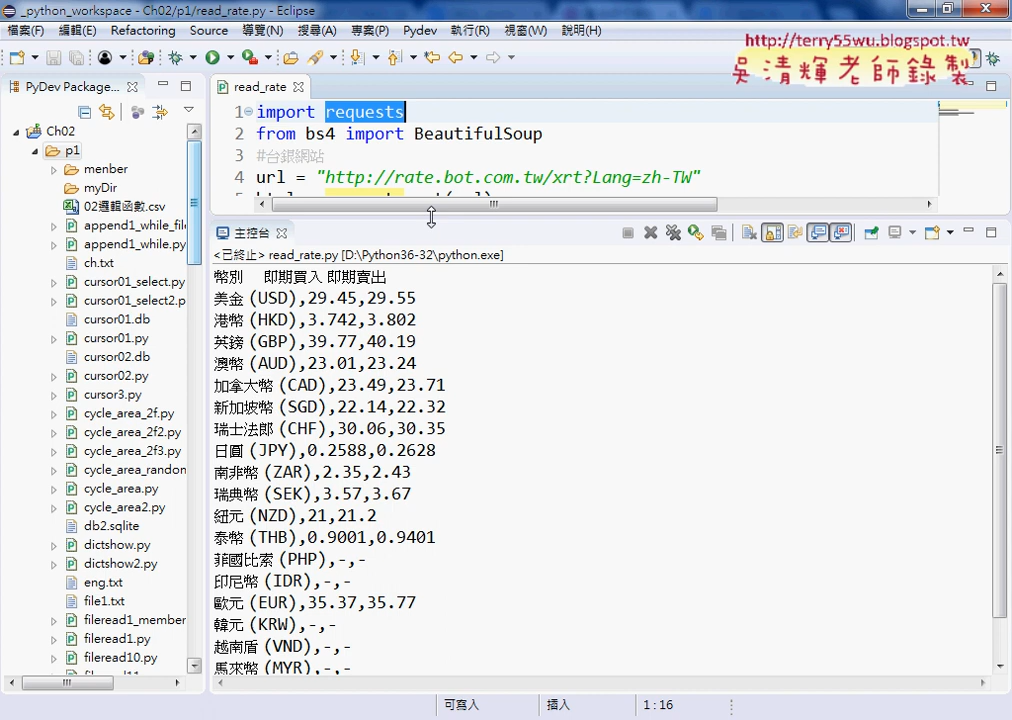 _python_workspace - Ch02/p1/read_rate.py - Eclipse
檔案(F) 編輯(E) Refactoring Source 導覽(N) 搜尋(A) 專案(P) Pydev 執行(R) 視窗(W) 說明(H)
http://terry55wu.blogspot.tw
吳清輝老師錄製
PyDev Package...
read_rate
Ch02
p1
menber
myDir
02邏輯函數.csv
append1_while_file
append1_while.py
ch.txt
cursor01_select.py
cursor01_select2.p
cursor01.db
cursor01.py
cursor02.db
cursor02.py
cursor3.py
cycle_area_2f.py
cycle_area_2f2.py
cycle_area_2f3.py
cycle_area_random
cycle_area.py
cycle_area2.py
db2.sqlite
dictshow.py
dictshow2.py
eng.txt
file1.txt
fileread1_member
fileread1.py
fileread10.py
1 import requests
2 from bs4 import BeautifulSoup
3 #台銀網站
4 url = "http://rate.bot.com.tw/xrt?Lang=zh-TW"
主控台
<已終止> read_rate.py [D:\Python36-32\python.exe]
幣別 即期買入 即期賣出
美金 (USD),29.45,29.55
港幣 (HKD),3.742,3.802
英鎊 (GBP),39.77,40.19
澳幣 (AUD),23.01,23.24
加拿大幣 (CAD),23.49,23.71
新加坡幣 (SGD),22.14,22.32
瑞士法郎 (CHF),30.06,30.35
日圓 (JPY),0.2588,0.2628
南非幣 (ZAR),2.35,2.43
瑞典幣 (SEK),3.57,3.67
紐元 (NZD),21,21.2
泰幣 (THB),0.9001,0.9401
菲國比索 (PHP),-,-
印尼幣 (IDR),-,-
歐元 (EUR),35.37,35.77
韓元 (KRW),-,-
越南盾 (VND),-,-
馬來幣 (MYR),-,-
可寫入 插入 1:16